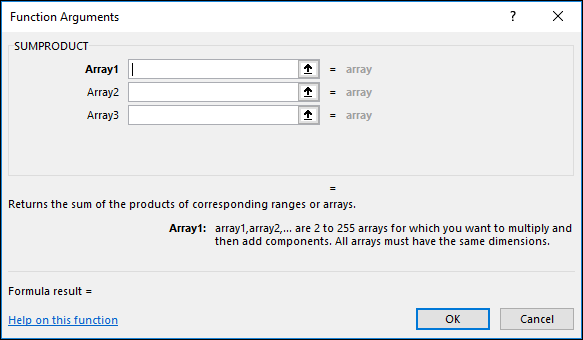 Function Arguments ? ×
SUMPRODUCT
Array1 = array
Array2 = array
Array3 = array
=
Returns the sum of the products of corresponding ranges or arrays.
Array1: array1,array2,... are 2 to 255 arrays for which you want to multiply and
then add components. All arrays must have the same dimensions.
Formula result =
Help on this function OK Cancel